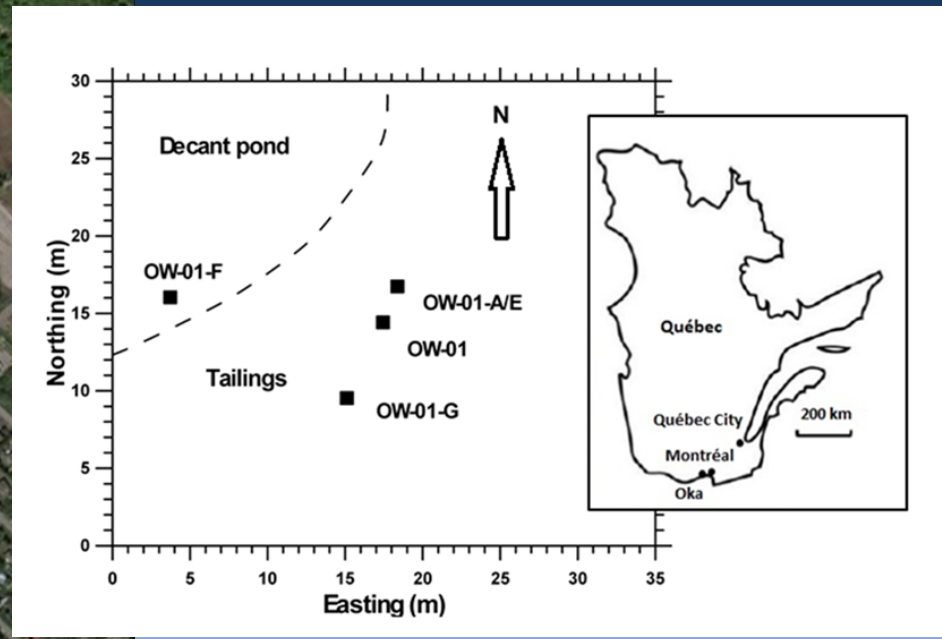 30
25
20
15
10
5
0
Northing (m)
Decant pond
N
OW-01-F
OW-01-A/E
OW-01
Tailings
OW-01-G
0 5 10 15 20 25 30 35
Easting (m)
Québec
Québec City
200 km
Montréal
Oka